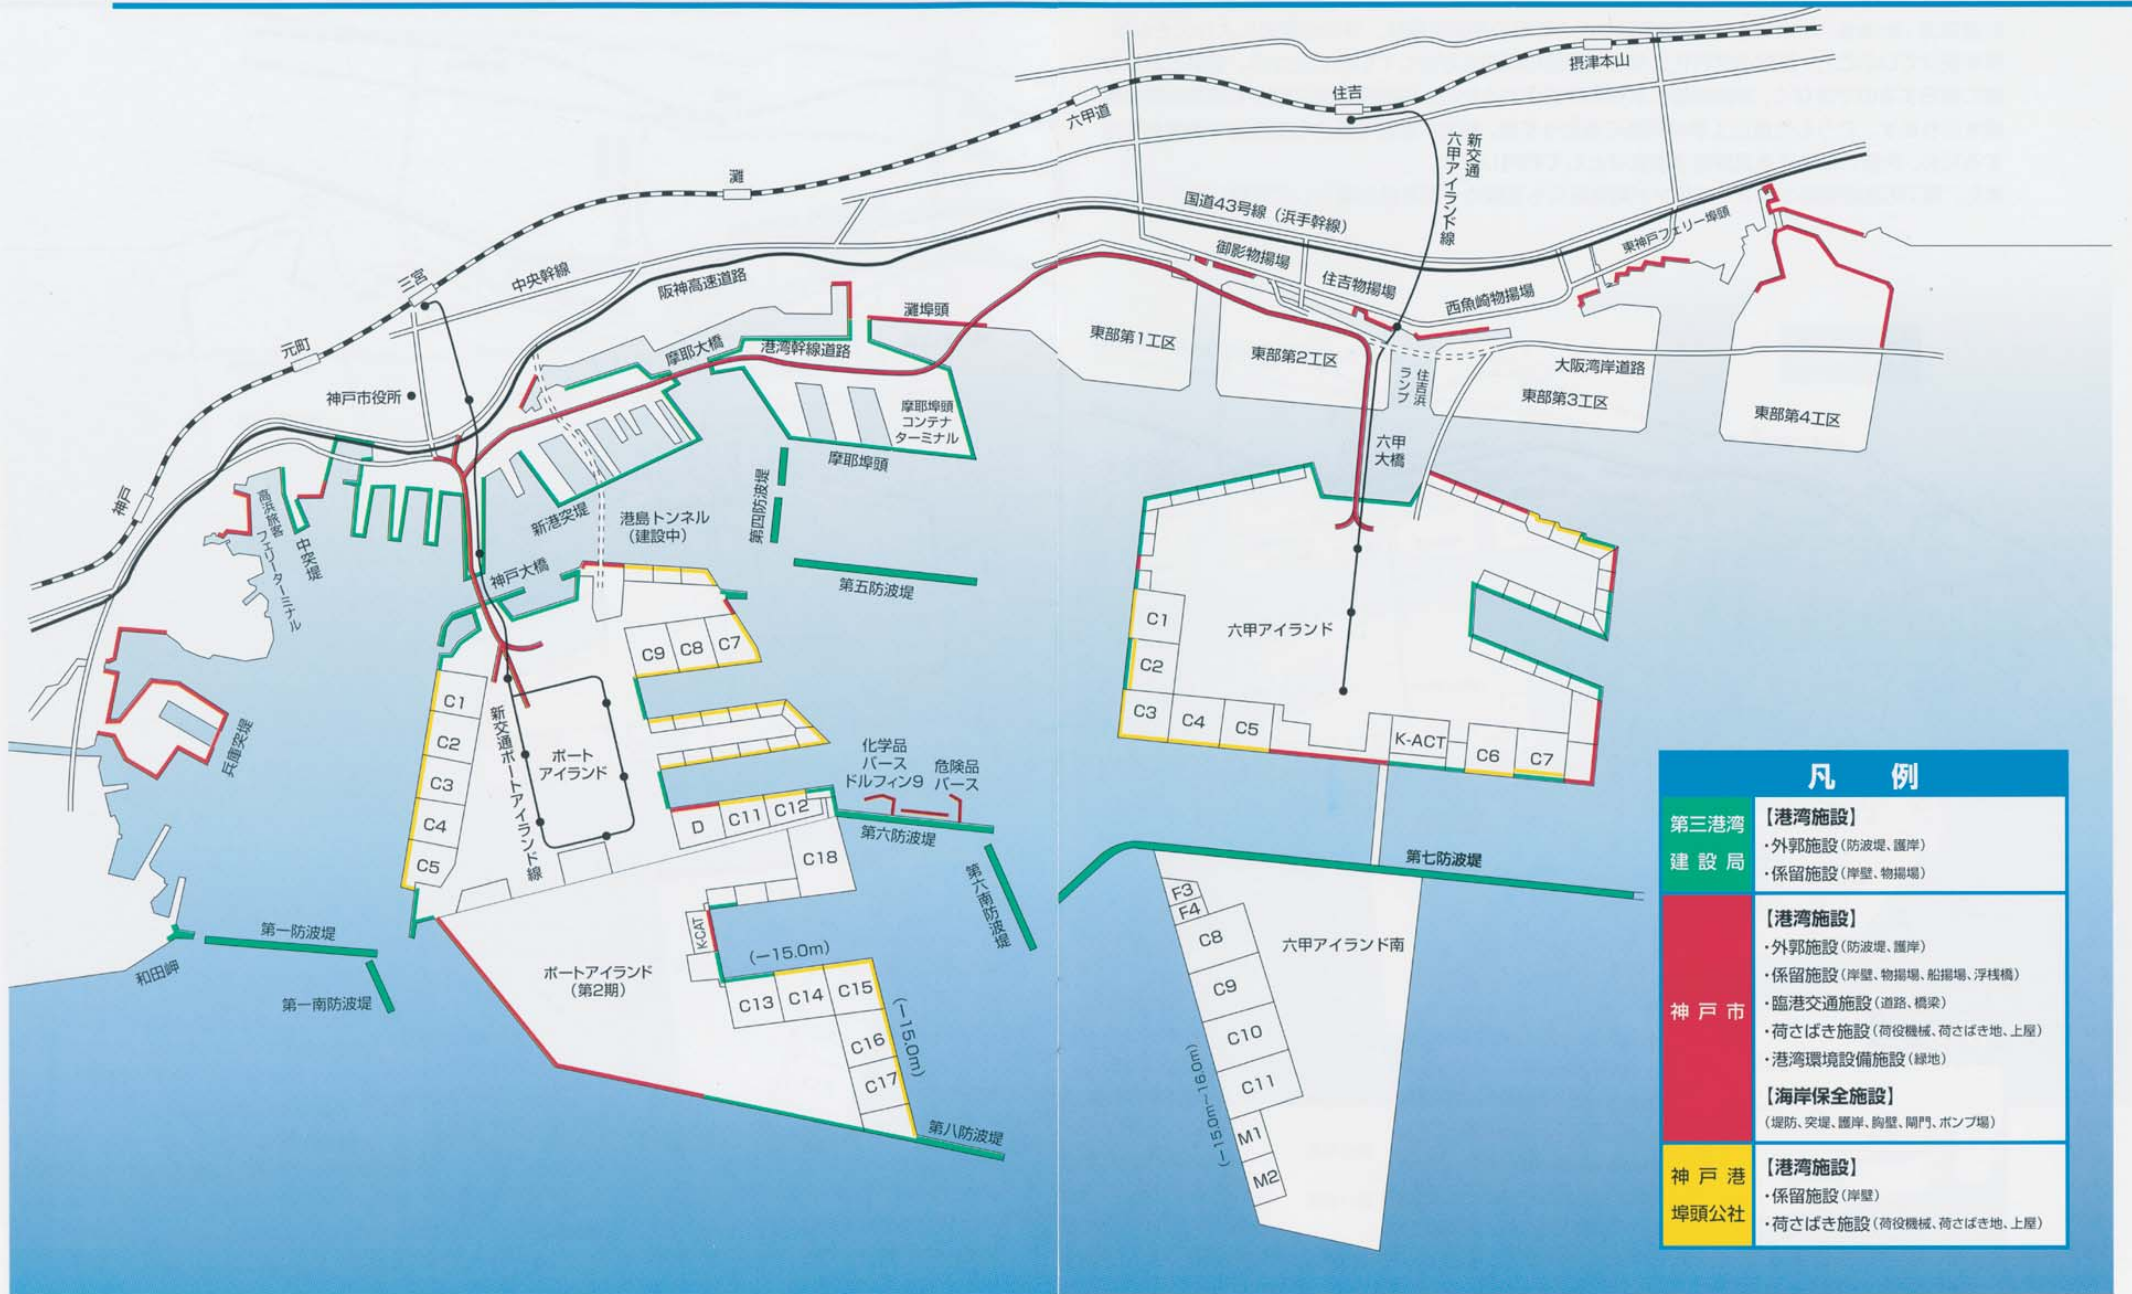 摂津本山
住吉
六甲道
新交通
六甲アイランド線
灘
国道43号線（浜手幹線）
東神戸フェリー埠頭
御影物揚場
三宮
中央幹線
阪神高速道路
住吉物揚場
西魚崎物揚場
灘埠頭
元町
摩耶大橋
港湾幹線道路
東部第1工区
東部第2工区
大阪湾岸道路
東部第3工区
東部第4工区
住吉浜
ランプ
神戸市役所
摩耶埠頭
コンテナ
ターミナル
六甲
大橋
摩耶埠頭
神戸
高浜旅客
フェリーターミナル
中突堤
新港突堤
港島トンネル
（建設中）
第四防波堤
神戸大橋
第五防波堤
C1
C2
C3
C4
C5
六甲アイランド
K-ACT
C6
C7
C9
C8
C7
C1
C2
C3
C4
C5
新交通ポートアイランド線
ポート
アイランド
兵庫突堤
化学品
バース
ドルフィン9
危険品
バース
D
C11
C12
第六防波堤
C18
第六南防波堤
第七防波堤
F3
F4
C8
C9
C10
C11
M1
M2
六甲アイランド南
(－15.0m～16.0m)
K-CAT
(－15.0m)
ポートアイランド
（第2期）
C13
C14
C15
C16
C17
(－15.0m)
第八防波堤
第一防波堤
和田岬
第一南防波堤
凡　例
第三港湾
建設局
【港湾施設】
・外郭施設（防波堤、護岸）
・係留施設（岸壁、物揚場）
神戸市
【港湾施設】
・外郭施設（防波堤、護岸）
・係留施設（岸壁、物揚場、船揚場、浮桟橋）
・臨港交通施設（道路、橋梁）
・荷さばき施設（荷役機械、荷さばき地、上屋）
・港湾環境設備施設（緑地）
【海岸保全施設】
（堤防、突堤、護岸、胸壁、閘門、ポンプ場）
神戸港
埠頭公社
【港湾施設】
・係留施設（岸壁）
・荷さばき施設（荷役機械、荷さばき地、上屋）